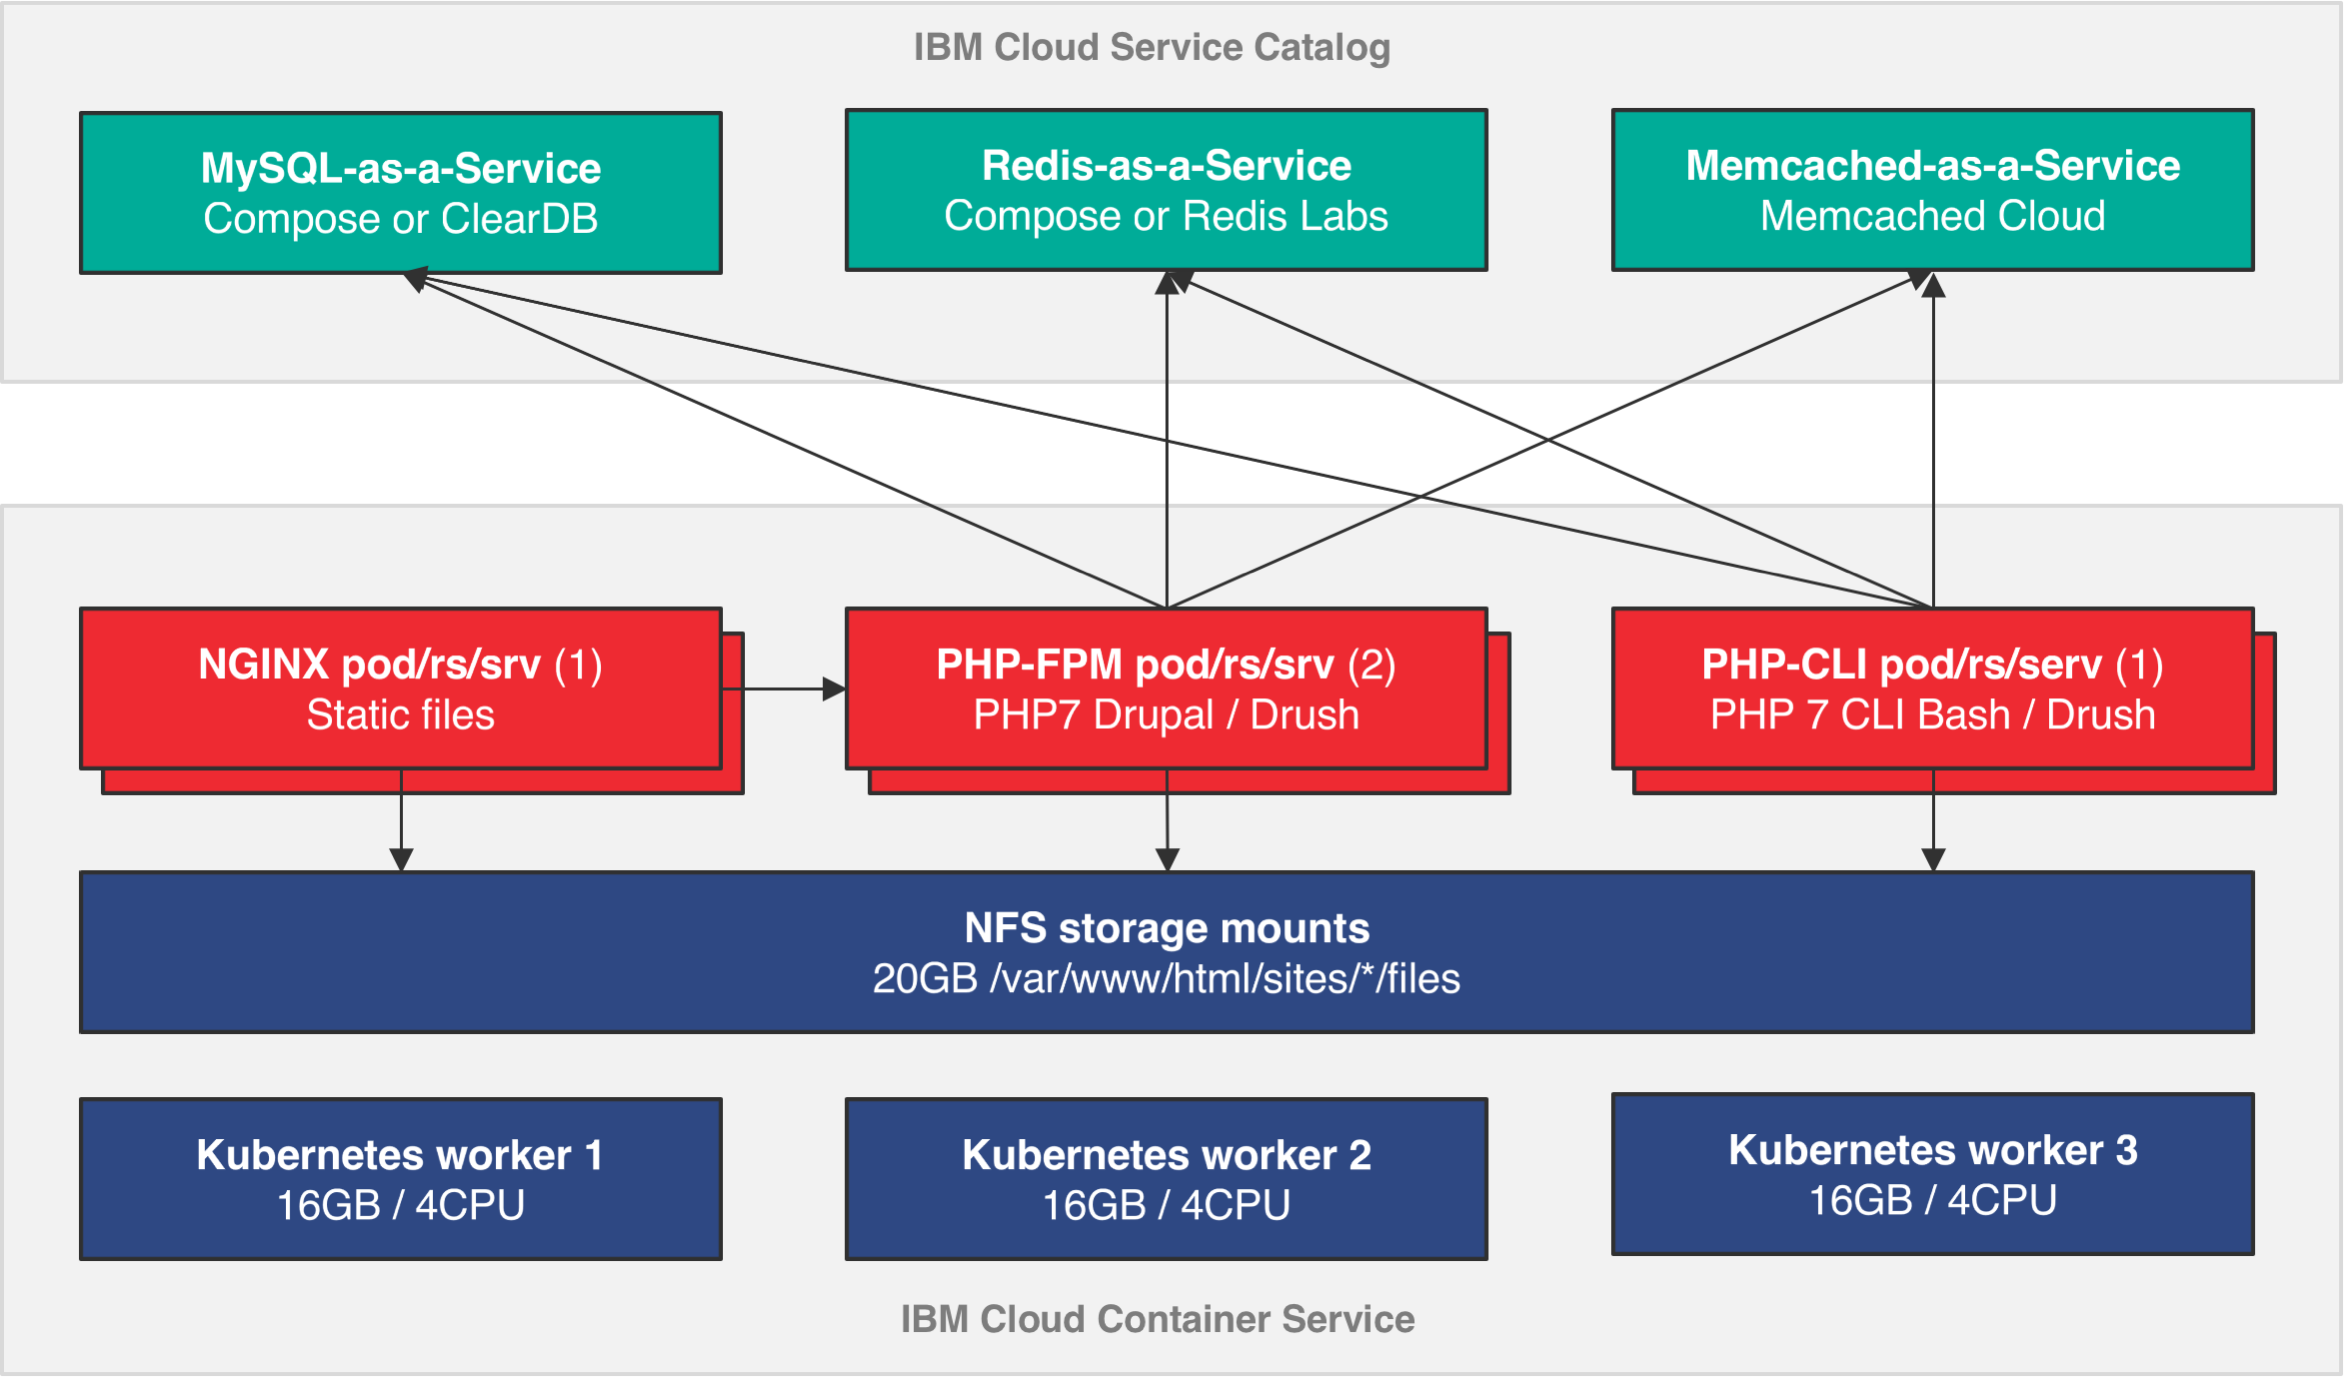 IBM Cloud Service Catalog
MySQL-as-a-Service
Compose or ClearDB
Redis-as-a-Service
Compose or Redis Labs
Memcached-as-a-Service
Memcached Cloud
NGINX pod/rs/srv (1)
Static files
PHP-FPM pod/rs/srv (2)
PHP7 Drupal / Drush
PHP-CLI pod/rs/serv (1)
PHP 7 CLI Bash / Drush
NFS storage mounts
20GB /var/www/html/sites/*/files
Kubernetes worker 1
16GB / 4CPU
Kubernetes worker 2
16GB / 4CPU
Kubernetes worker 3
16GB / 4CPU
IBM Cloud Container Service